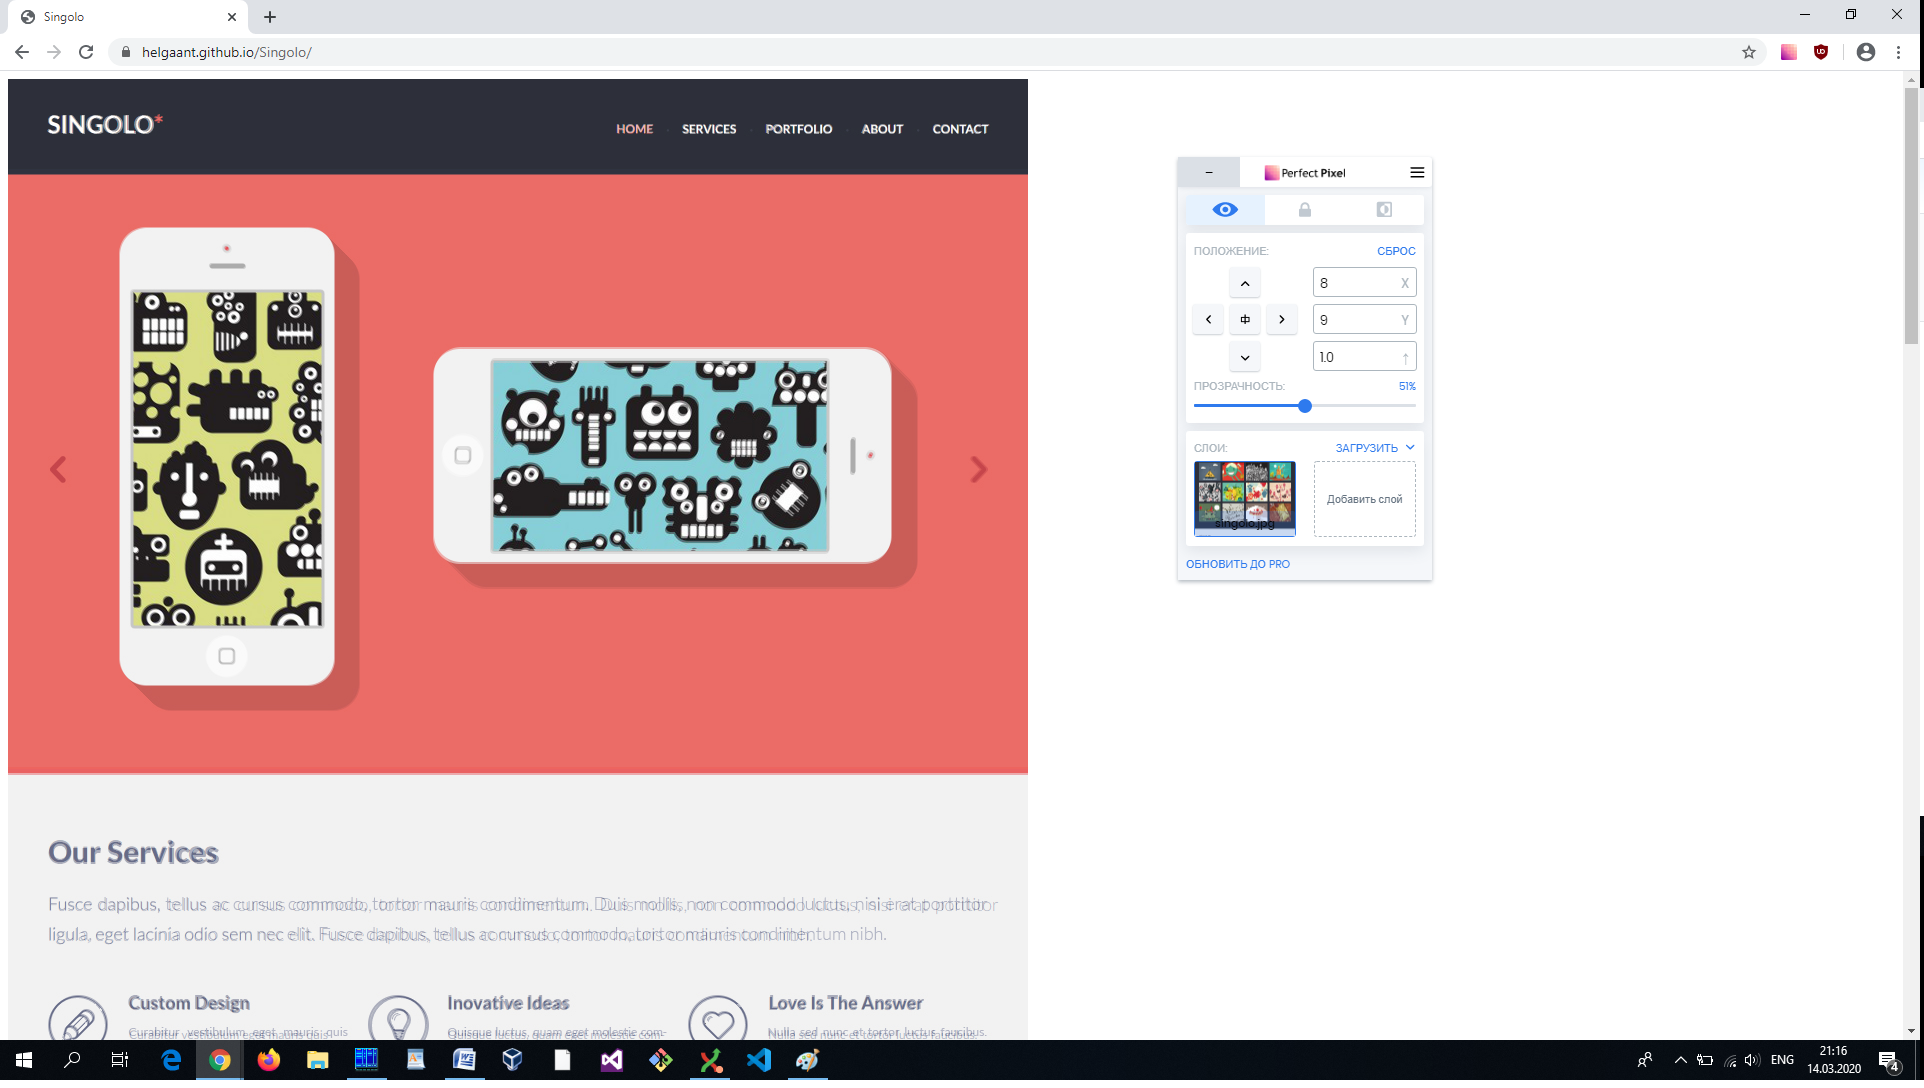 Singolo
helgaant.github.io/Singolo/
SINGOLO*
HOME
SERVICES
PORTFOLIO
ABOUT
CONTACT
Perfect Pixel
ПОЛОЖЕНИЕ:
СБРОС
8 X
9 Y
1.0 ↑
ПРОЗРАЧНОСТЬ:
51%
СЛОИ:
ЗАГРУЗИТЬ
singolo.jpg
Добавить слой
ОБНОВИТЬ ДО PRO
Our Services
Fusce dapibus, tellus ac cursus commodo, tortor mauris condimentum. Duis mollis, non commodo luctus, nisi erat porttitor
ligula, eget lacinia odio sem nec elit. Fusce dapibus, tellus ac cursus commodo, tortor mauris condimentum nibh.
Custom Design
Inovative Ideas
Love Is The Answer
Curabitur vestibulum eget mauris quis
Quisque luctus, quam eget molestie com-
Nulla sed nunc et tortor luctus faucibus.
ENG
21:16
14.03.2020
4